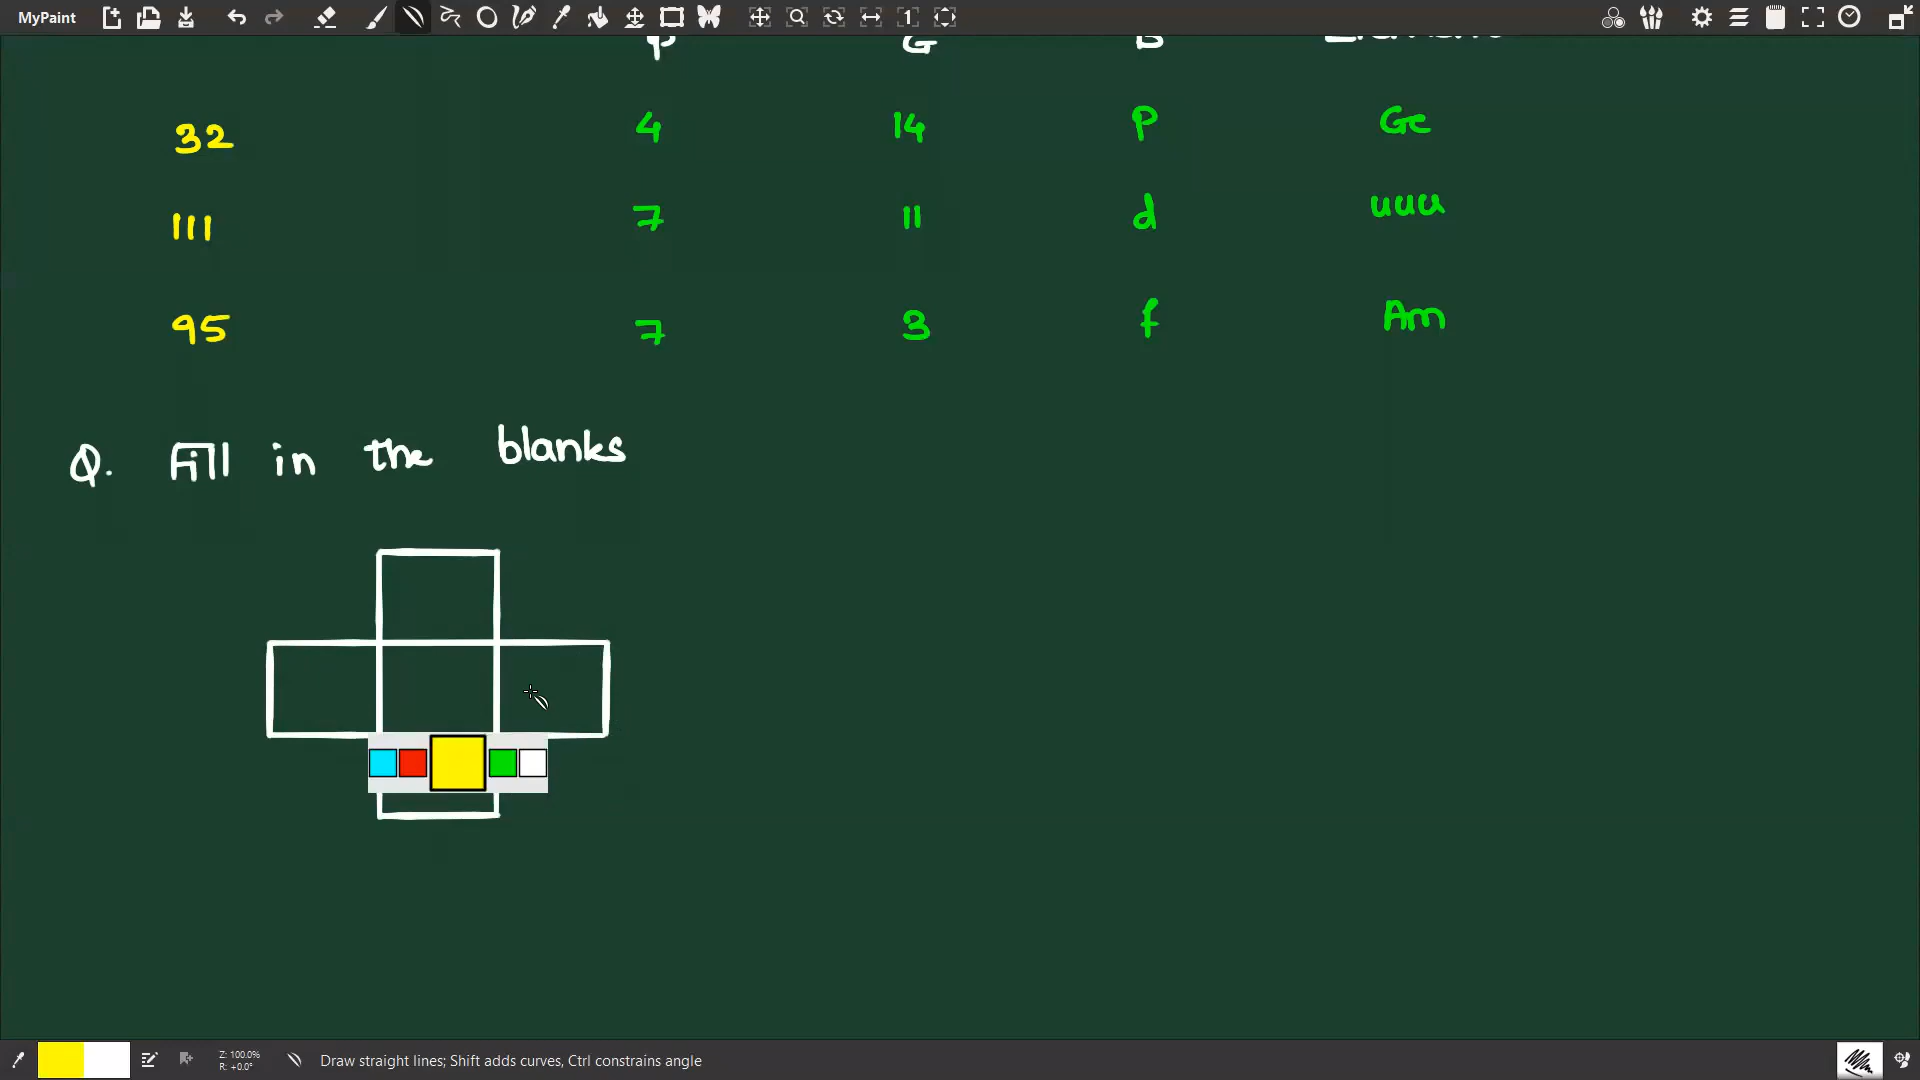 MyPaint
P G B
32 4 14 P Ge
111 7 11 d uuu
95 7 3 f Am
Q. Fill in the blanks
Z: 100.0%
R: +0.0°
Draw straight lines; Shift adds curves, Ctrl constrains angle